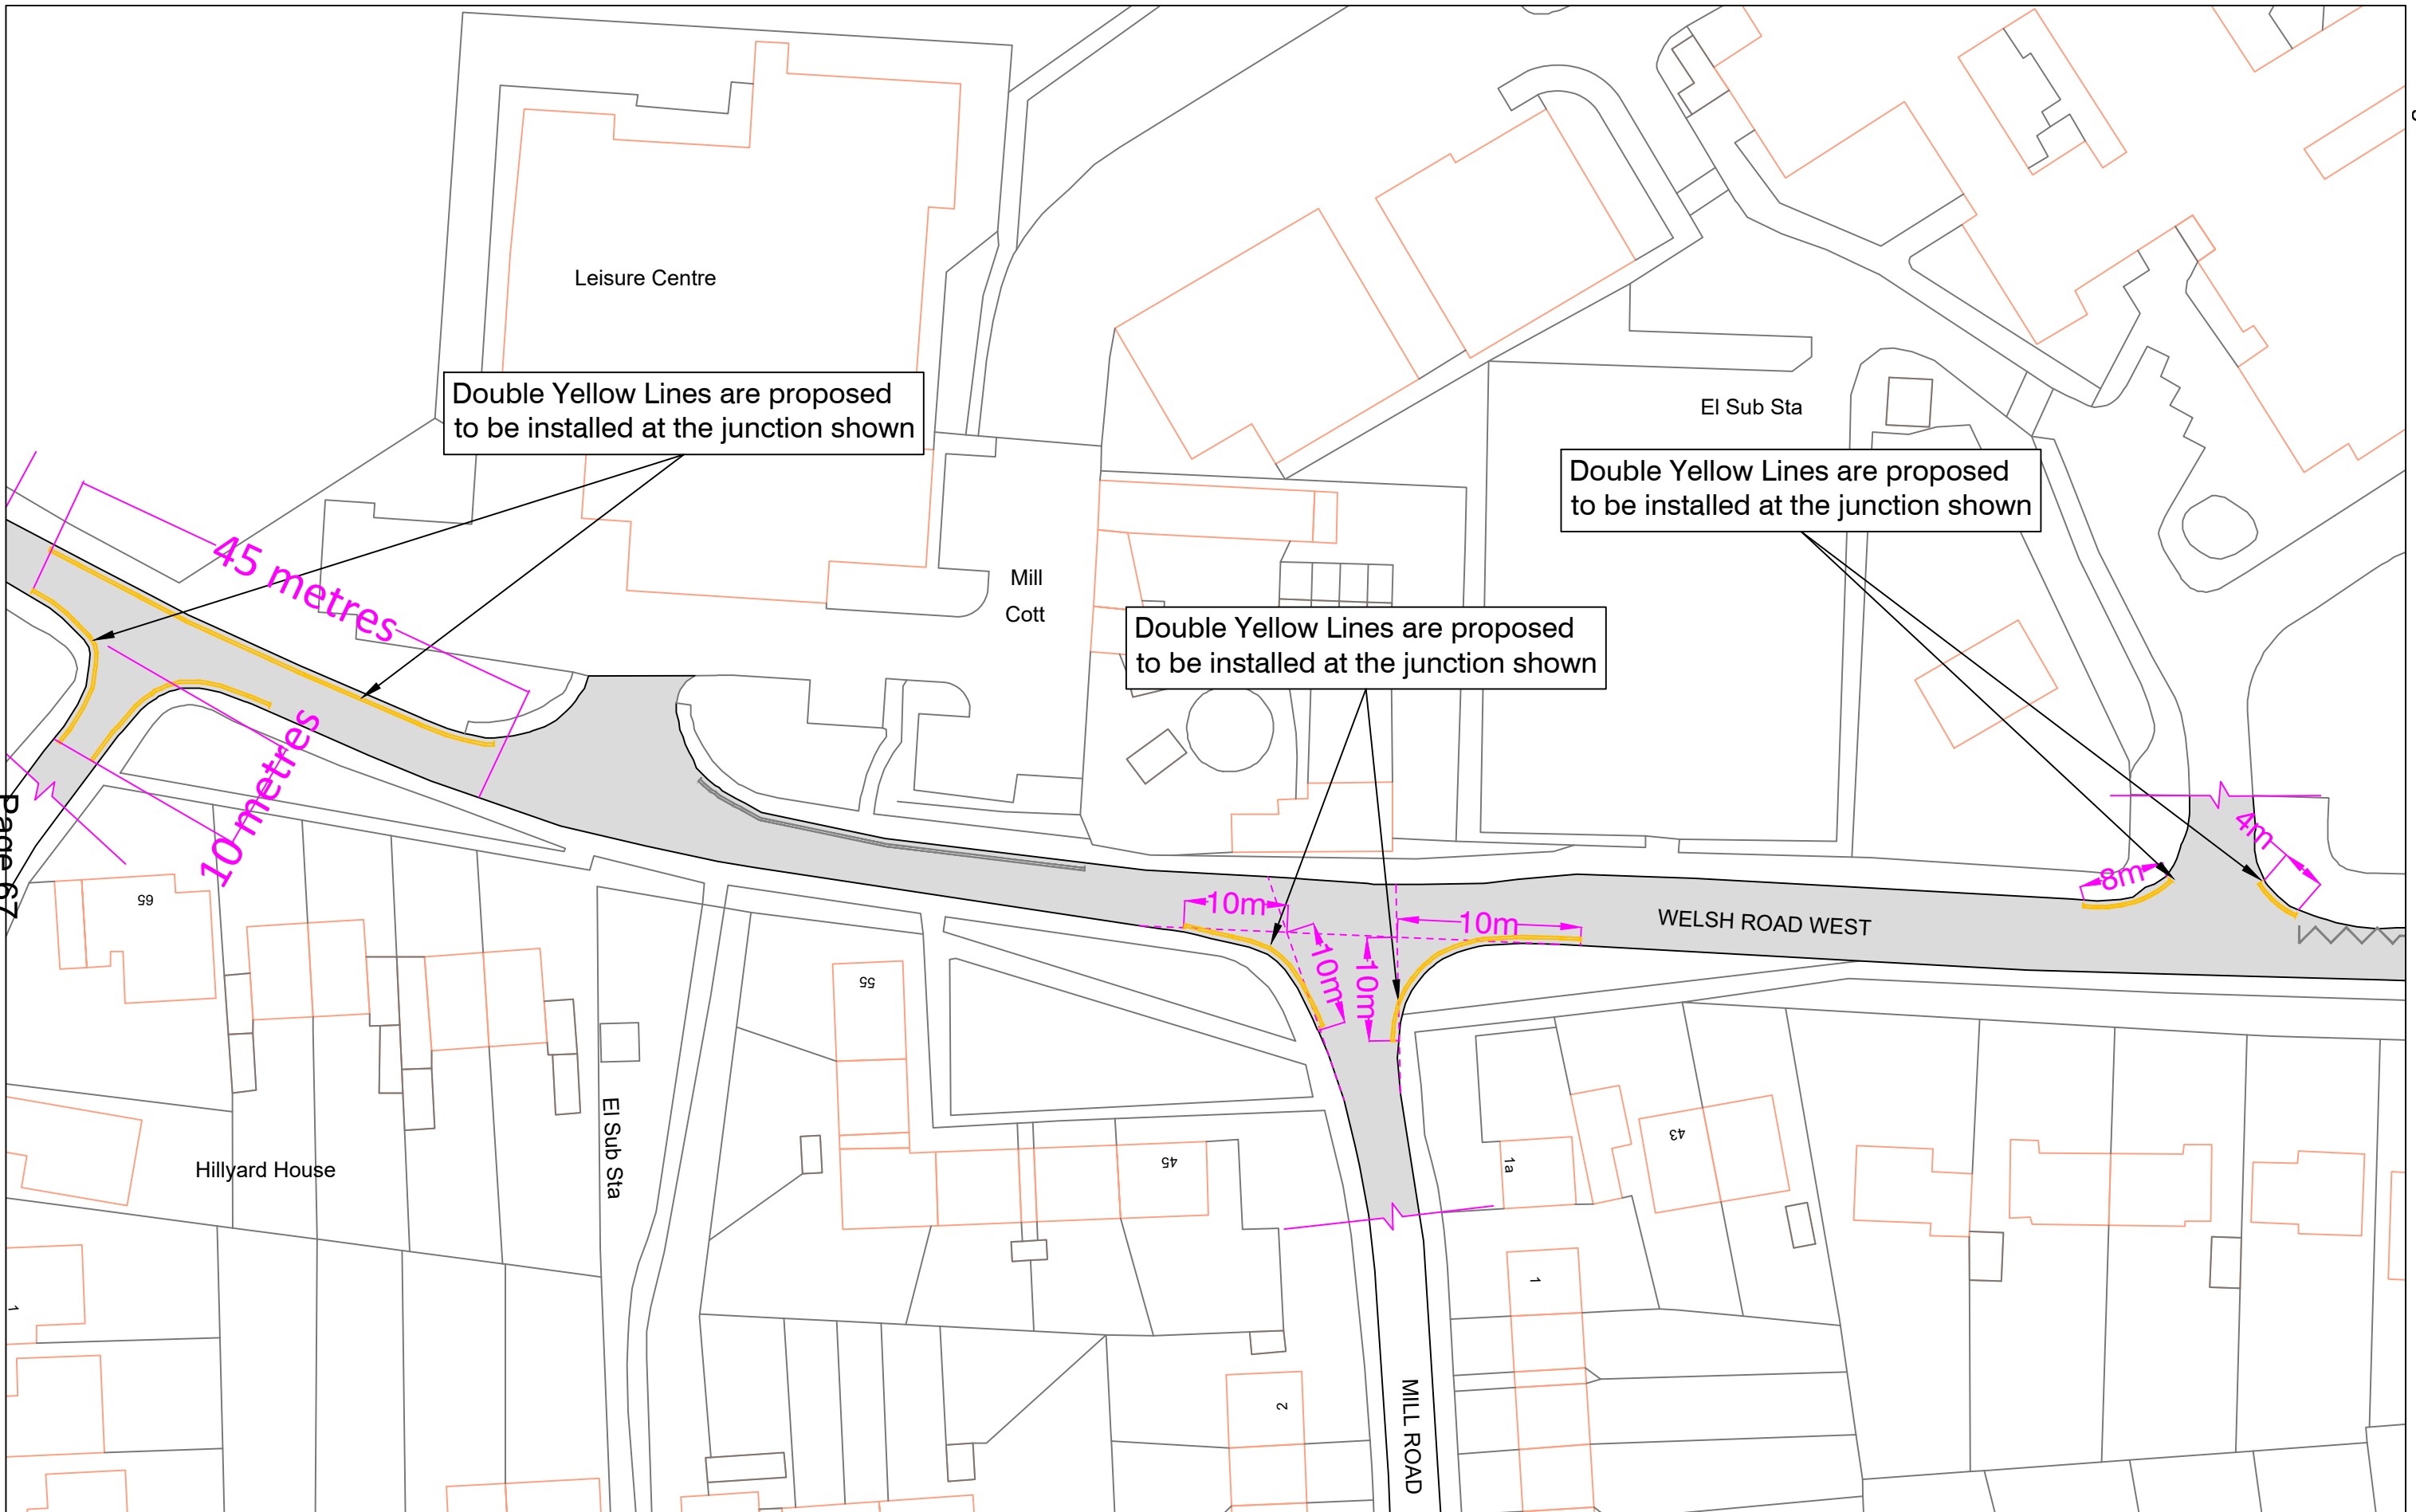 Leisure Centre
Double Yellow Lines are proposed
to be installed at the junction shown
El Sub Sta
Double Yellow Lines are proposed
to be installed at the junction shown
45 metres
Mill
Cott
Double Yellow Lines are proposed
to be installed at the junction shown
10 metres
Page 67
4m
8m
10m
10m
WELSH ROAD WEST
10m
10m
65
55
El Sub Sta
Hillyard House
45
43
1a
1
1
2
MILL ROAD